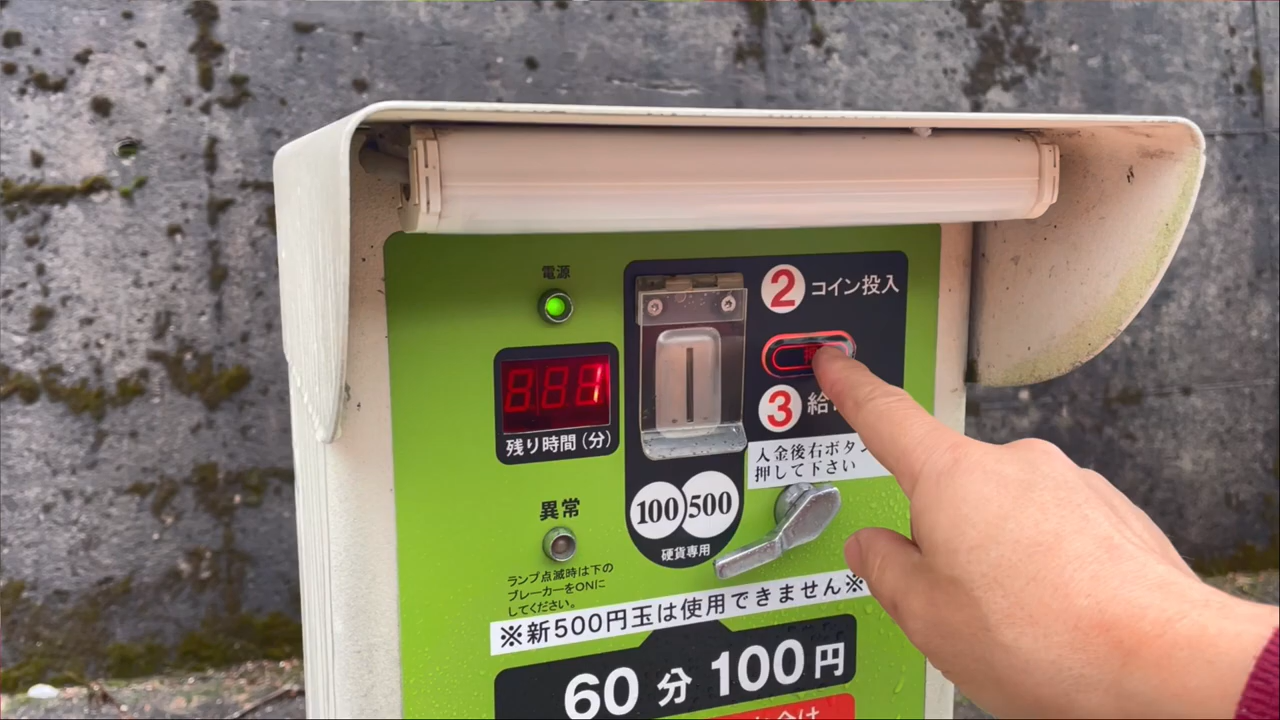 電源
888
残り時間(分)
異常
ランプ点滅時は下の
ブレーカーをONに
してください。
100 500
硬貨専用
2 コイン投入
押
3 給
入金後右ボタン
押して下さい
※新500円玉は使用できません※
60分 100円